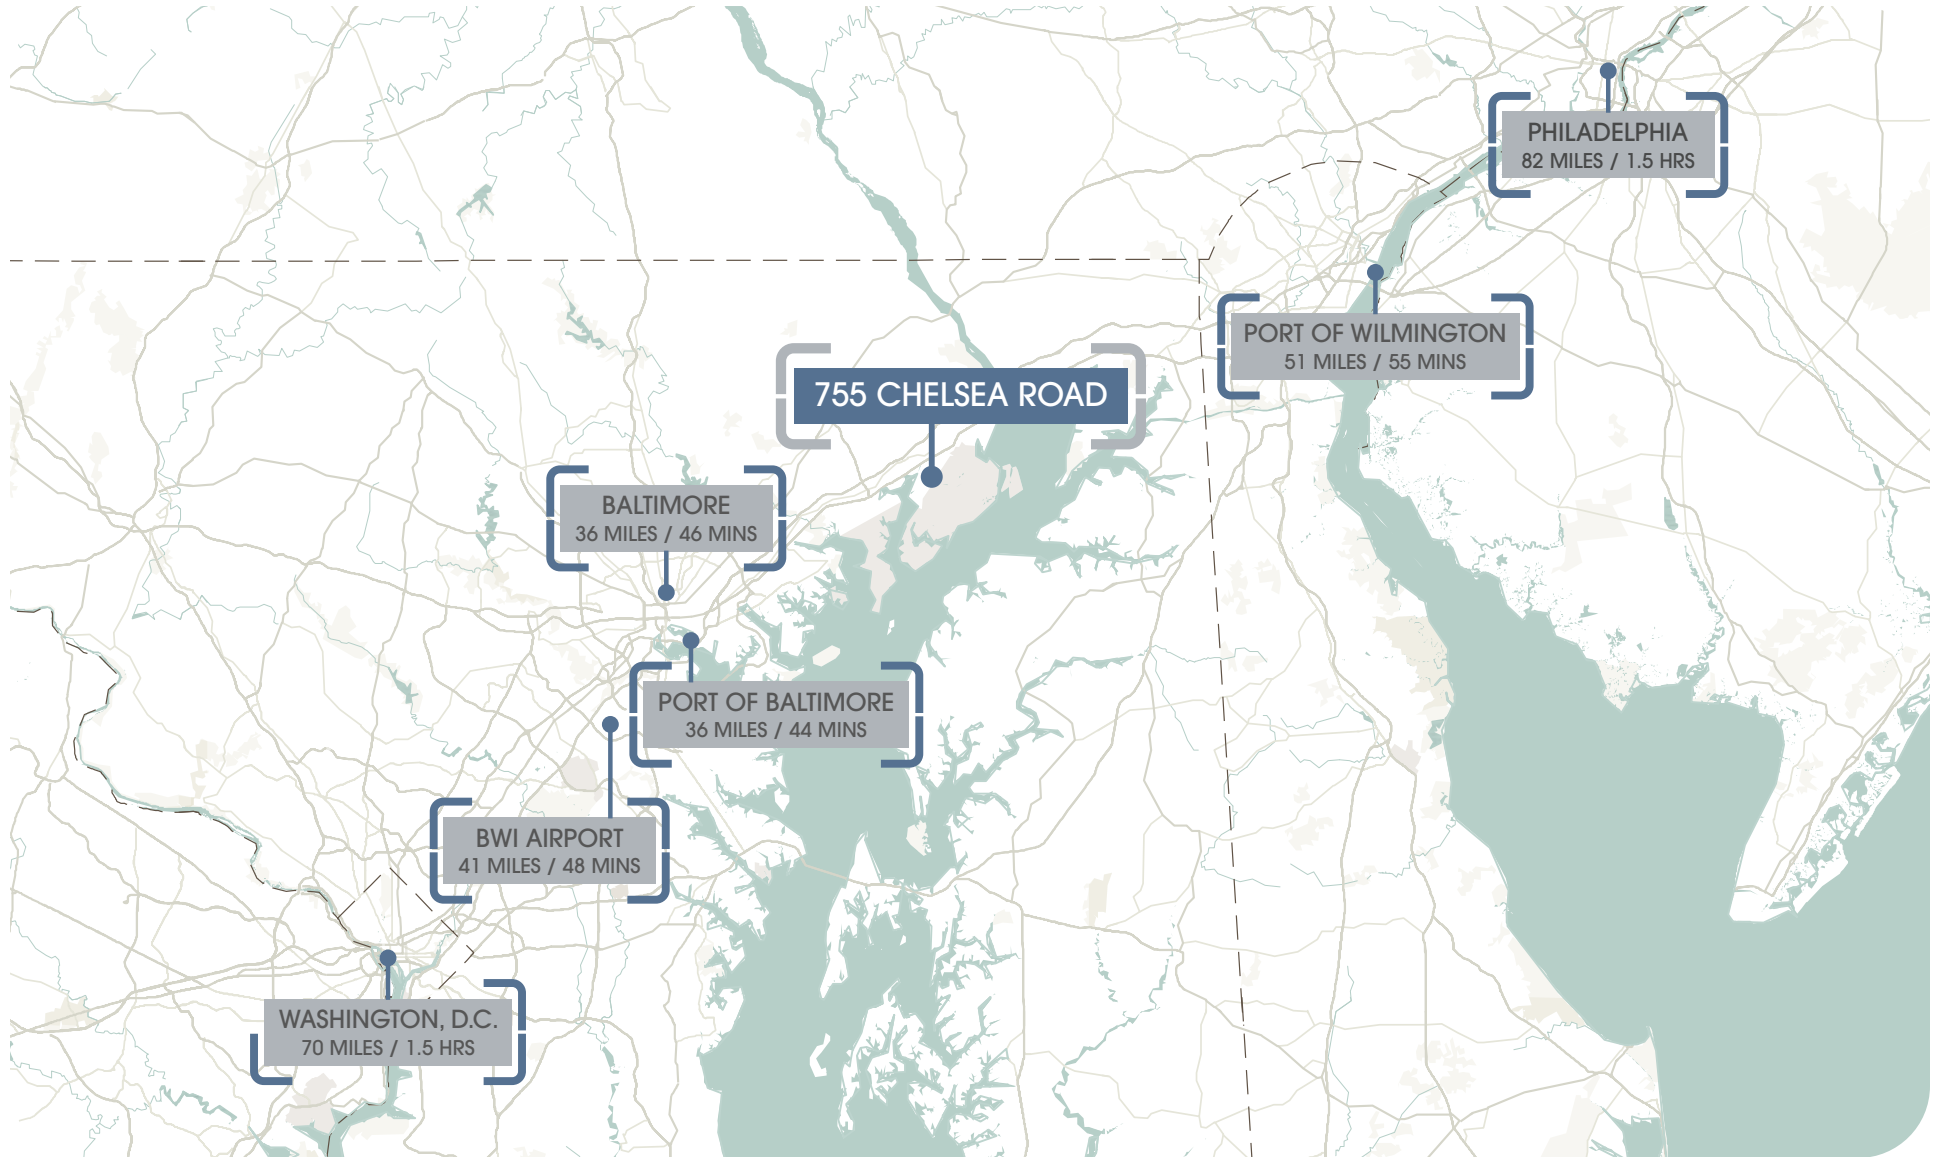 PHILADELPHIA
82 MILES / 1.5 HRS
PORT OF WILMINGTON
51 MILES / 55 MINS
755 CHELSEA ROAD
BALTIMORE
36 MILES / 46 MINS
PORT OF BALTIMORE
36 MILES / 44 MINS
BWI AIRPORT
41 MILES / 48 MINS
WASHINGTON, D.C.
70 MILES / 1.5 HRS